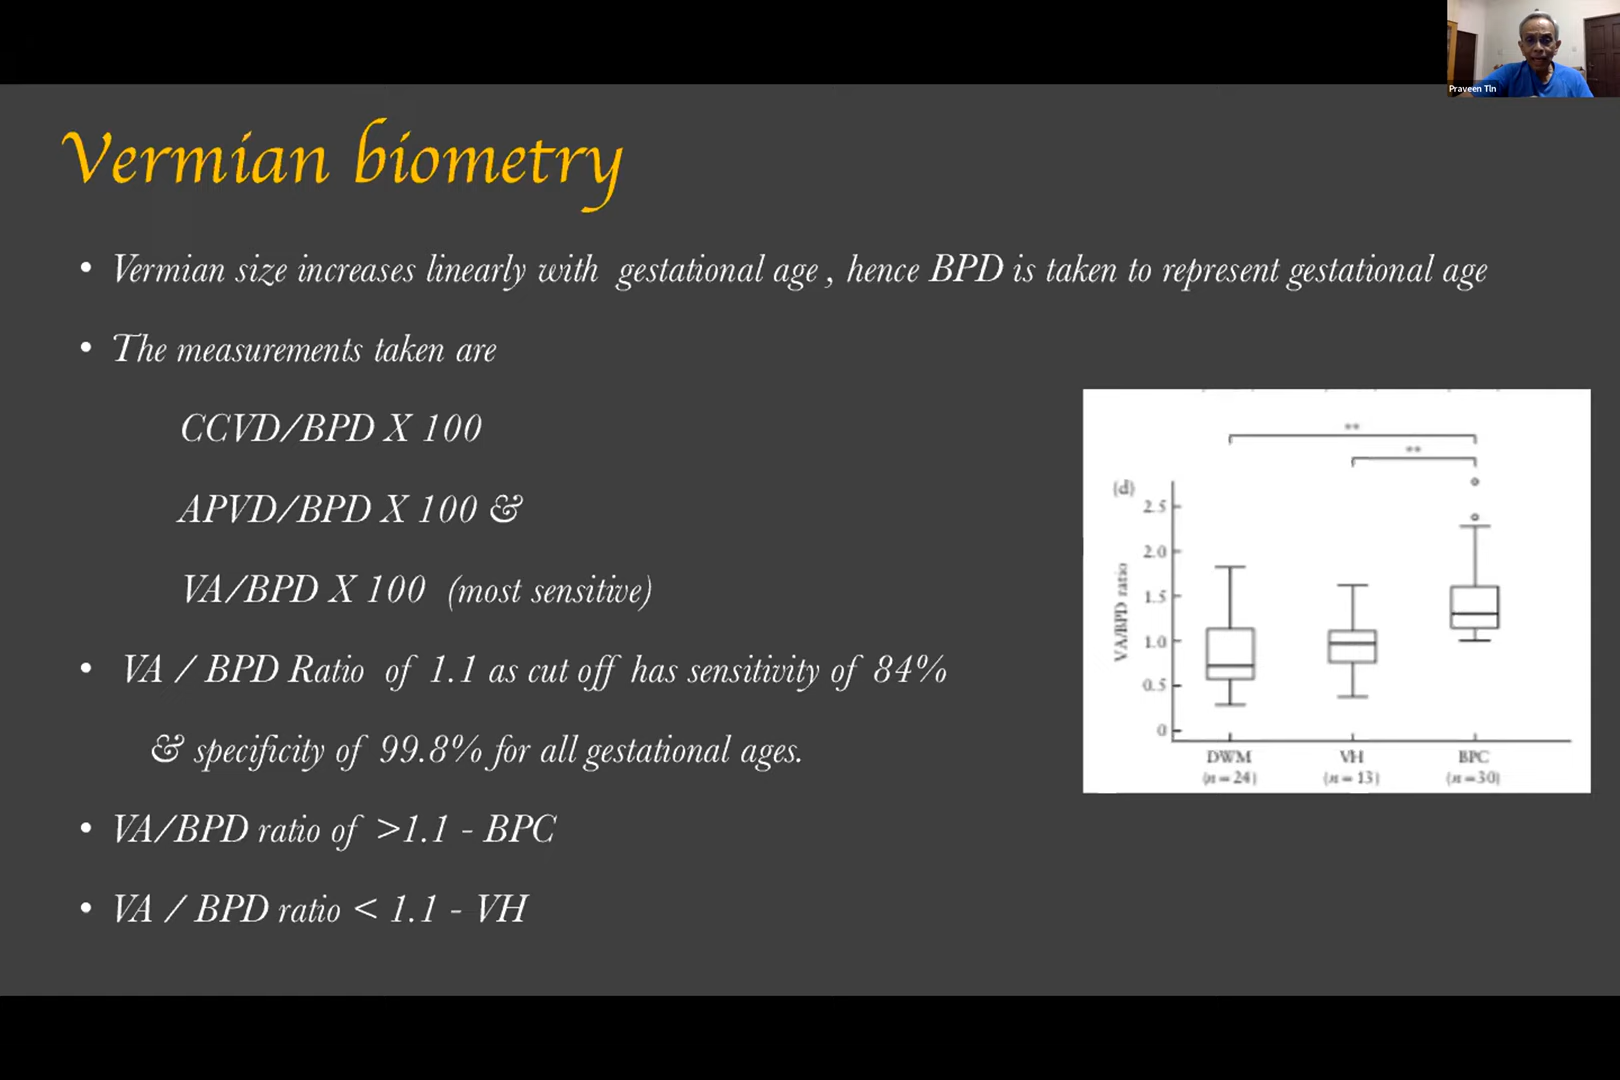 Praveen Tln
Vermian biometry
• Vermian size increases linearly with gestational age , hence BPD is taken to represent gestational age
• The measurements taken are
CCVD/BPD X 100
APVD/BPD X 100 &
VA/BPD X 100 (most sensitive)
• VA / BPD Ratio of 1.1 as cut off has sensitivity of 84%
& specificity of 99.8% for all gestational ages.
• VA/BPD ratio of >1.1 - BPC
• VA / BPD ratio < 1.1 - VH
**
**
(d)
2.5
2.0
1.5
1.0
0.5
0
VA/BPD ratio
DWM VH BPC
(n=24) (n=13) (n=30)